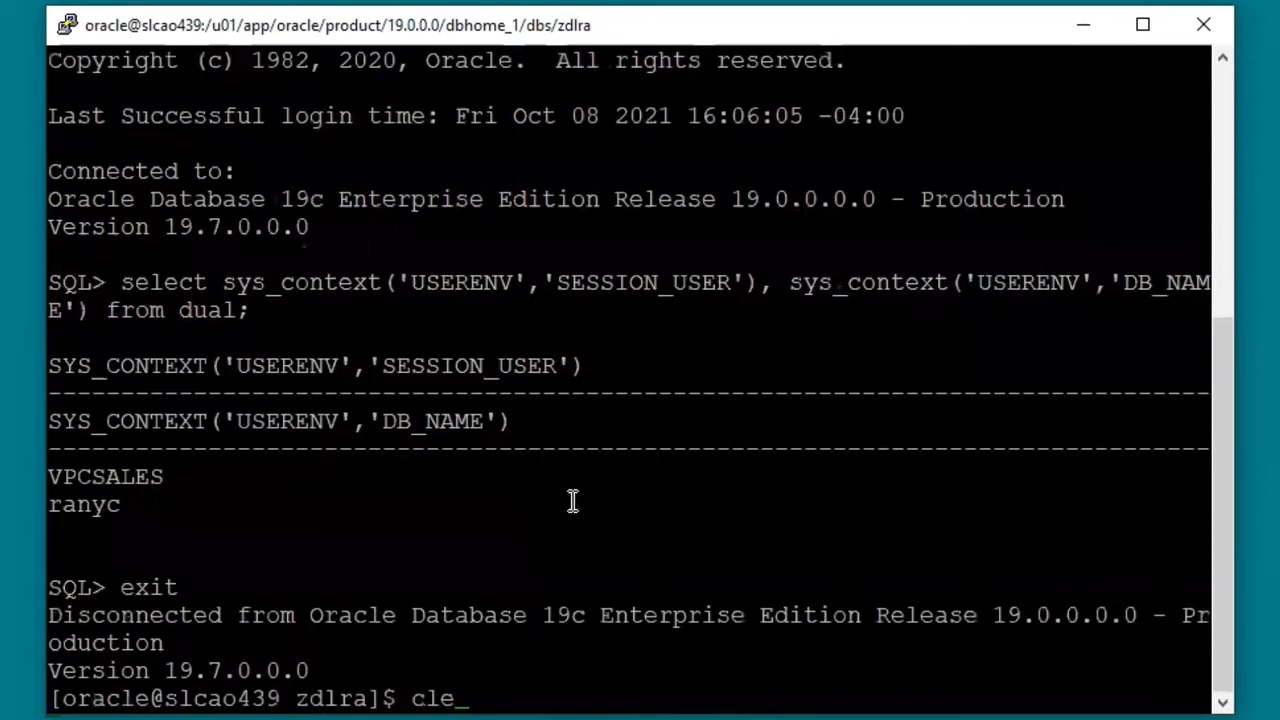 oracle@slcao439:/u01/app/oracle/product/19.0.0.0/dbhome_1/dbs/zdlra
Copyright (c) 1982, 2020, Oracle.  All rights reserved.
Last Successful login time: Fri Oct 08 2021 16:06:05 -04:00
Connected to:
Oracle Database 19c Enterprise Edition Release 19.0.0.0.0 - Production
Version 19.7.0.0.0
SQL> select sys_context('USERENV','SESSION_USER'), sys_context('USERENV','DB_NAM
E') from dual;
SYS_CONTEXT('USERENV','SESSION_USER')
--------------------------------------------------------------------------------
SYS_CONTEXT('USERENV','DB_NAME')
--------------------------------------------------------------------------------
VPCSALES
ranyc
SQL> exit
Disconnected from Oracle Database 19c Enterprise Edition Release 19.0.0.0.0 - Pr
oduction
Version 19.7.0.0.0
[oracle@slcao439 zdlra]$ cle_